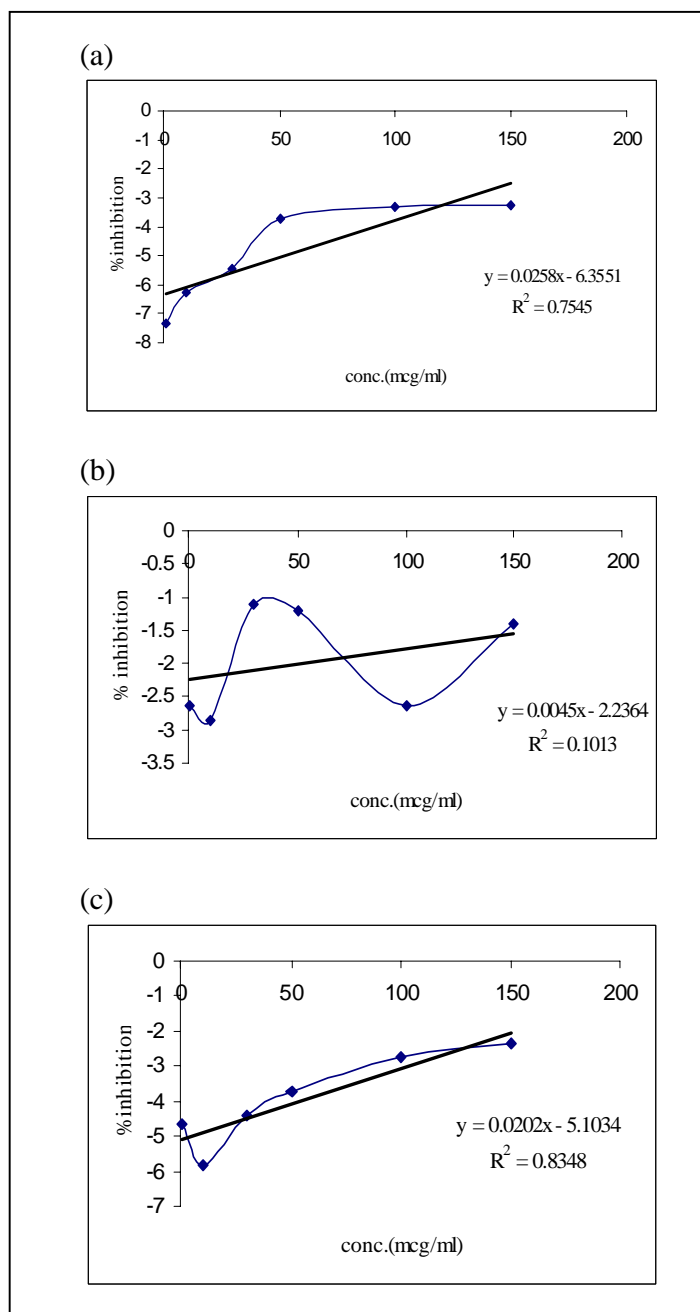 (a)
0
-1
-2
-3
-4
-5
-6
-7
-8
0
50
100
150
200
% inhibition
y = 0.0258x - 6.3551
R² = 0.7545
conc.(mcg/ml)
(b)
0
-0.5
-1
-1.5
-2
-2.5
-3
-3.5
0
50
100
150
200
% inhibition
y = 0.0045x - 2.2364
R² = 0.1013
conc.(mcg/ml)
(c)
0
-1
-2
-3
-4
-5
-6
-7
0
50
100
150
200
% inhibition
y = 0.0202x - 5.1034
R² = 0.8348
conc.(mcg/ml)